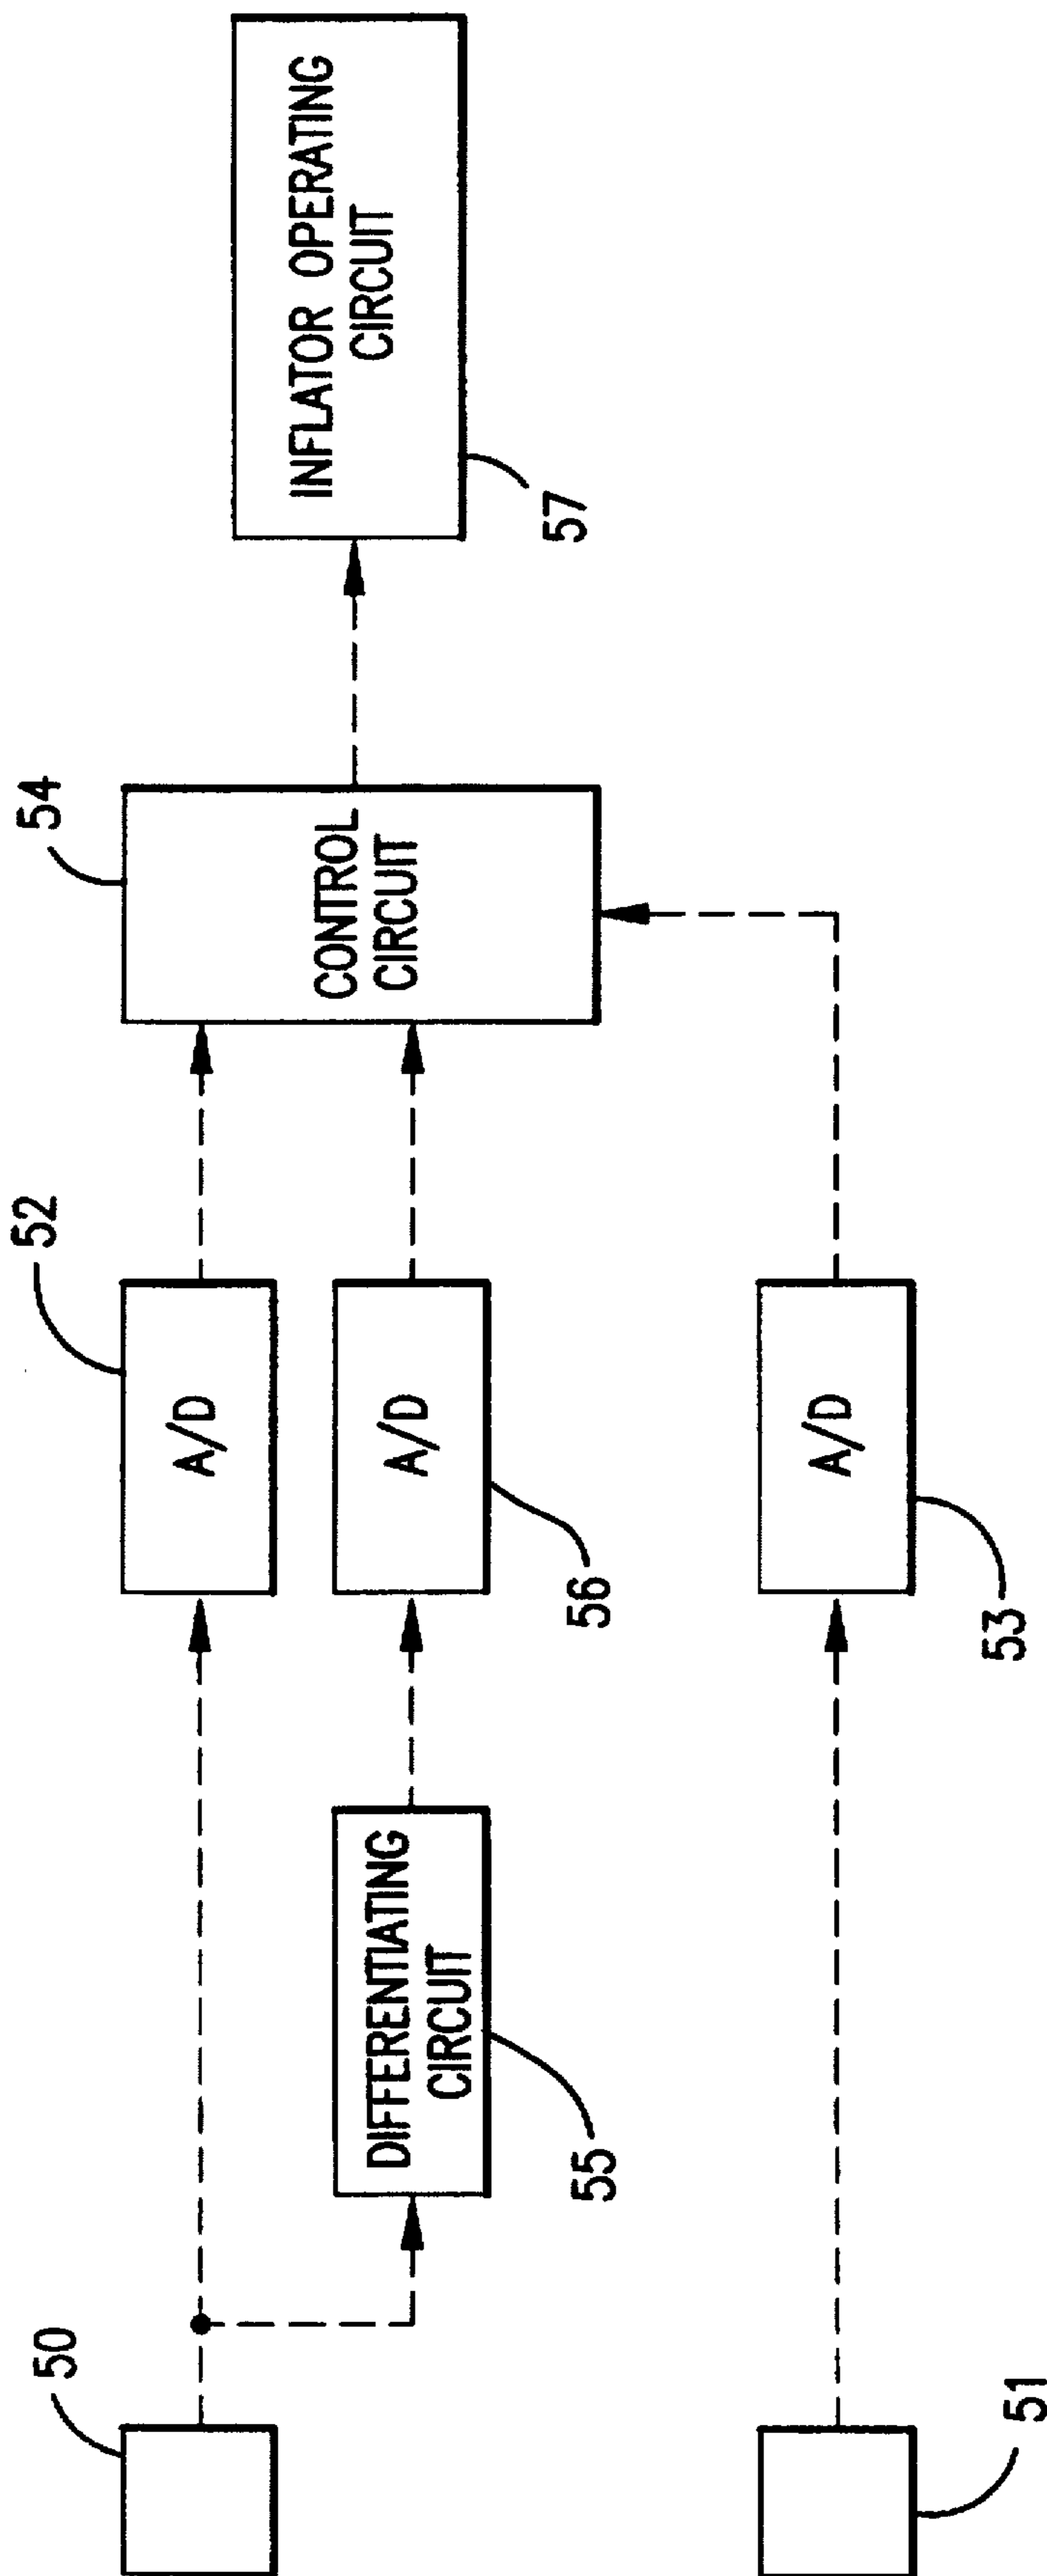 50
52
54
A/D
CONTROL
CIRCUIT
INFLATOR OPERATING
CIRCUIT
57
DIFFERENTIATING
CIRCUIT
55
A/D
56
51
A/D
53